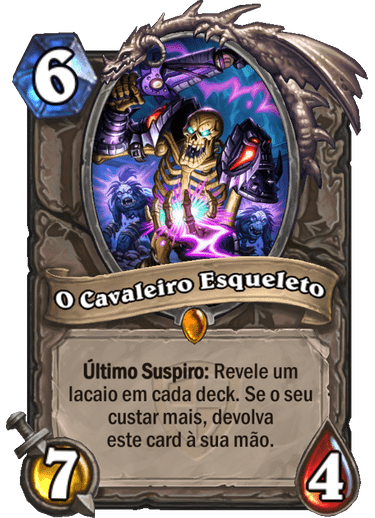 6
O Cavaleiro Esqueleto
Último Suspiro: Revele um
lacaio em cada deck. Se o seu
custar mais, devolva
este card à sua mão.
7
4